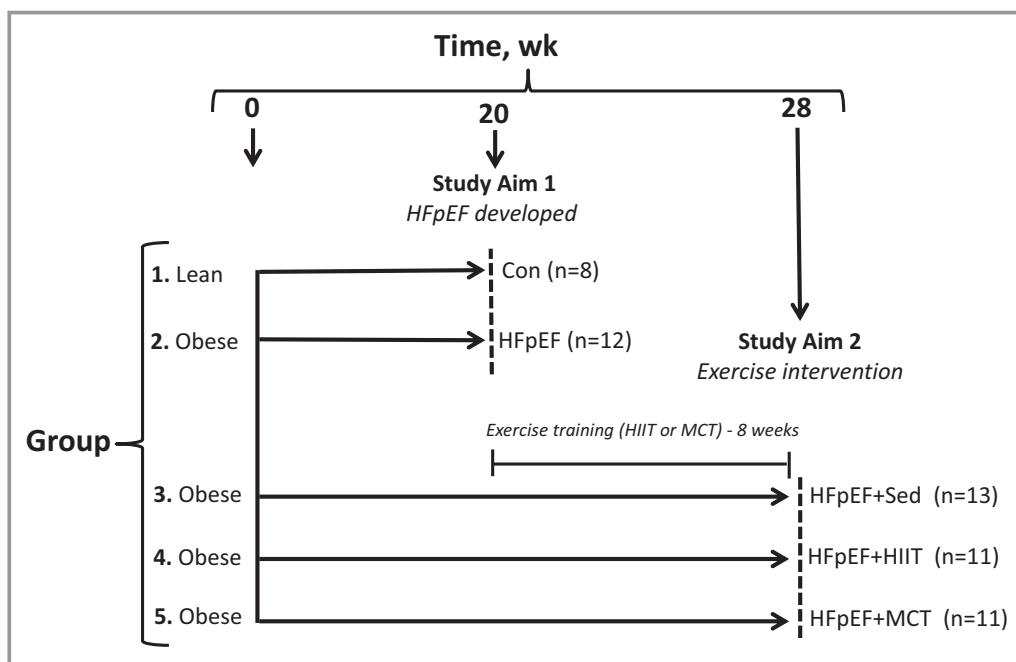 Time, wk
0 20 28
Study Aim 1
HFpEF developed
1. Lean Con (n=8)
2. Obese HFpEF (n=12)
Study Aim 2
Exercise intervention
Group
Exercise training (HIIT or MCT) - 8 weeks
3. Obese HFpEF+Sed (n=13)
4. Obese HFpEF+HIIT (n=11)
5. Obese HFpEF+MCT (n=11)